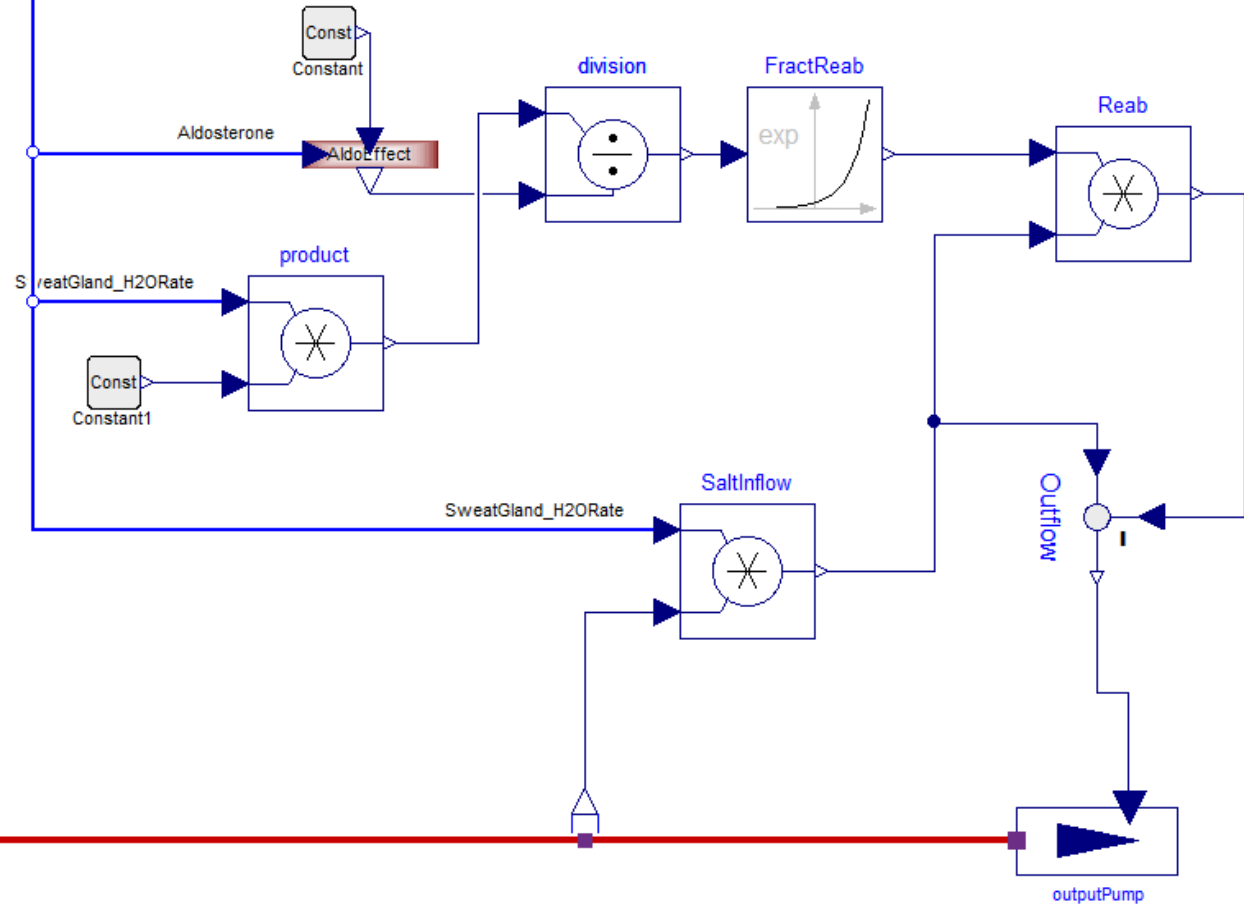 Const
Constant
division
FractReab
Reab
Aldosterone
AldoEffect
exp
product
SweatGland_H2ORate
Const
Constant1
SaltInflow
SweatGland_H2ORate
Outflow
outputPump